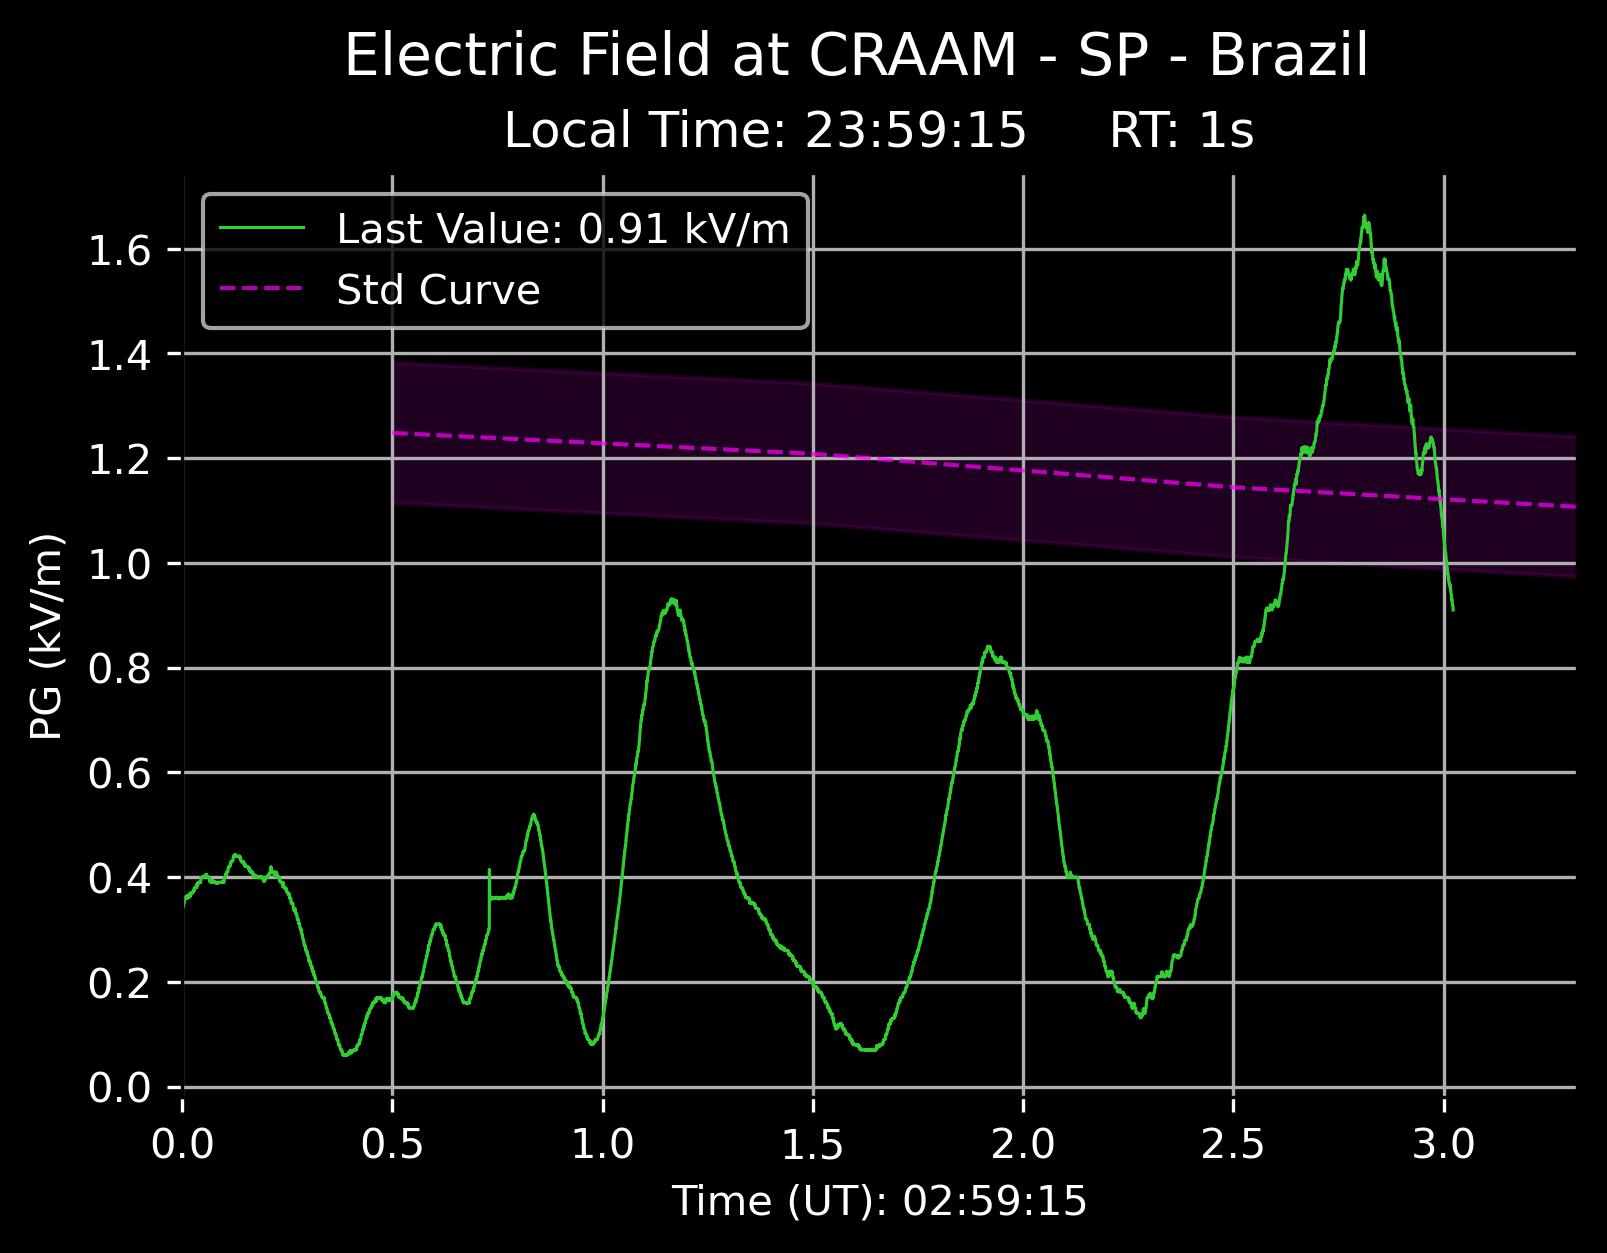 Electric Field at CRAAM - SP - Brazil
Local Time: 23:59:15 RT: 1s
Last Value: 0.91 kV/m
Std Curve
PG (kV/m)
1.6
1.4
1.2
1.0
0.8
0.6
0.4
0.2
0.0
0.0 0.5 1.0 1.5 2.0 2.5 3.0
Time (UT): 02:59:15